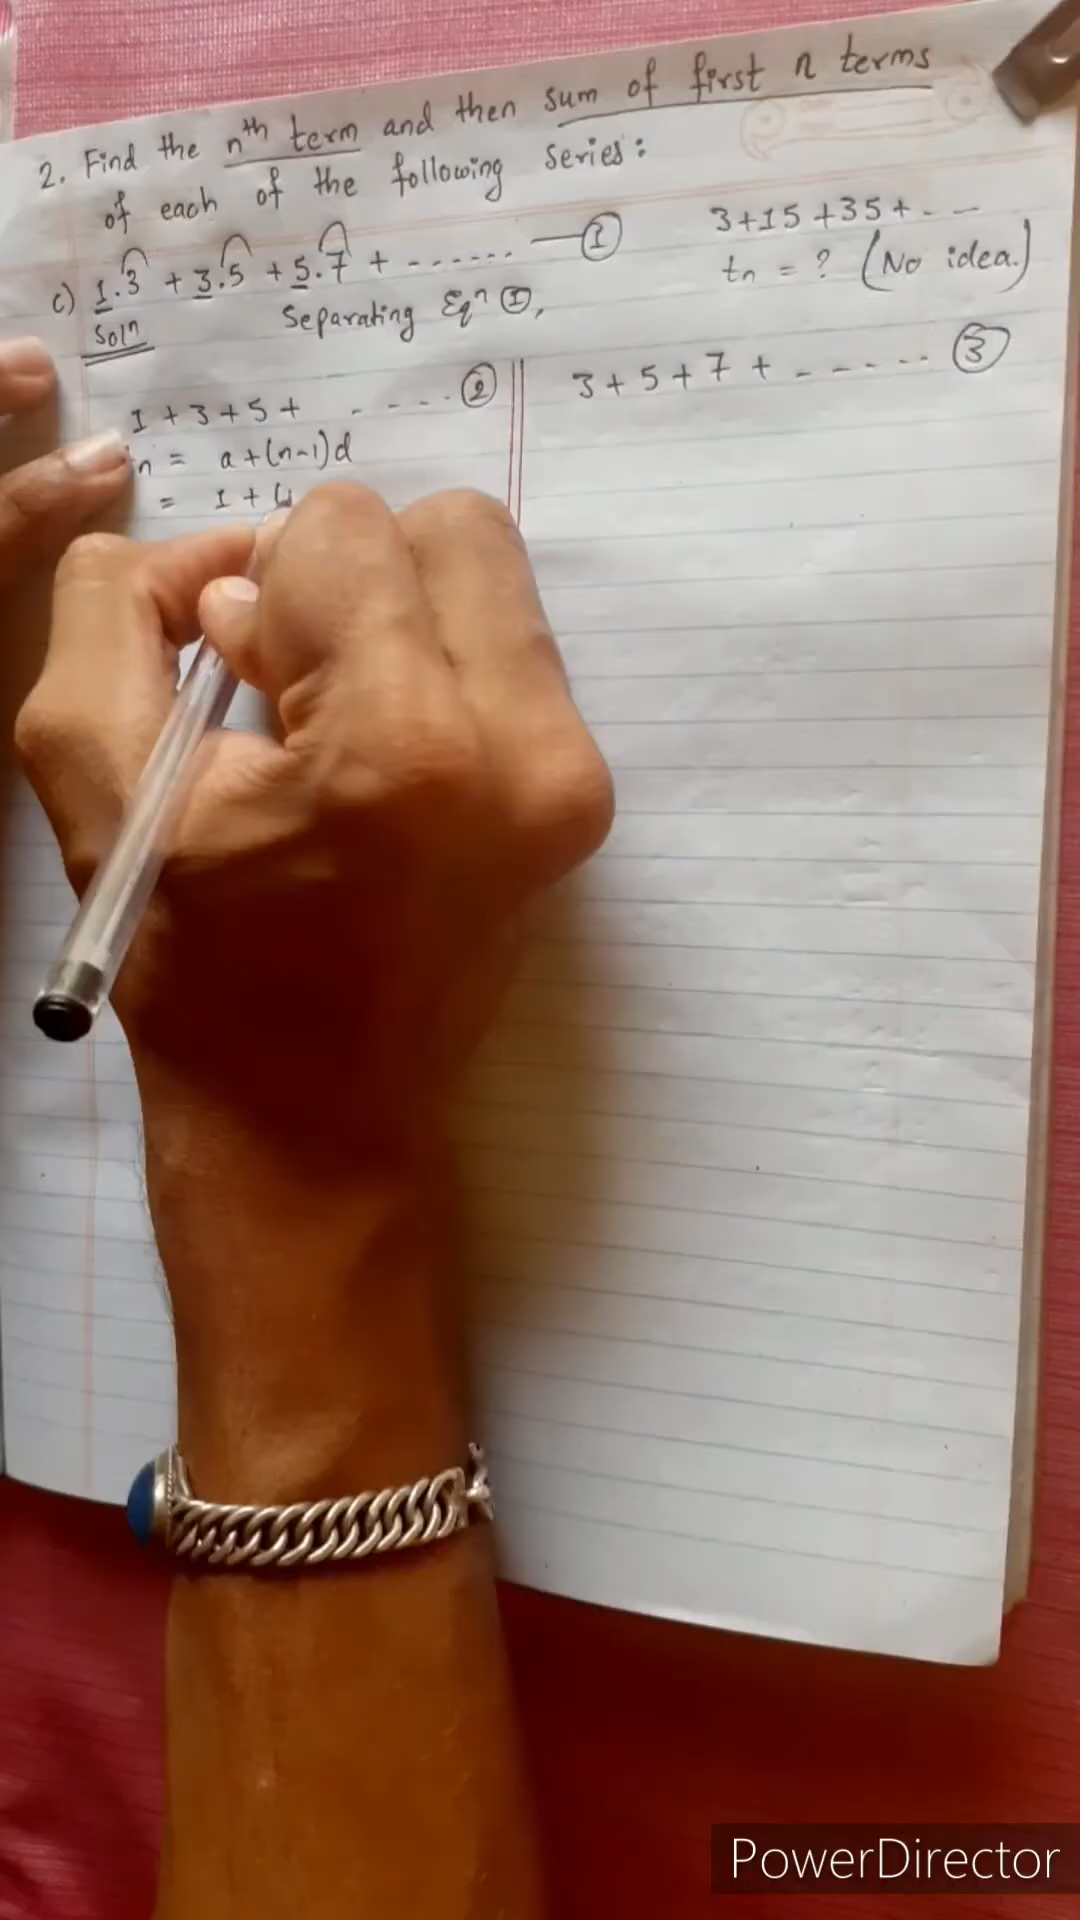 2. Find the nth term and then sum of first n terms
of each of the following series:
c) 1.3 + 3.5 + 5.7 + ...... — ①
3+15+35+---
tn = ? (No idea.)
Soln
Separating Eqn ①,
1 + 3 + 5 + ..... ②
3 + 5 + 7 + ...... ③
n = a+(n-1)d
= 1 +
PowerDirector